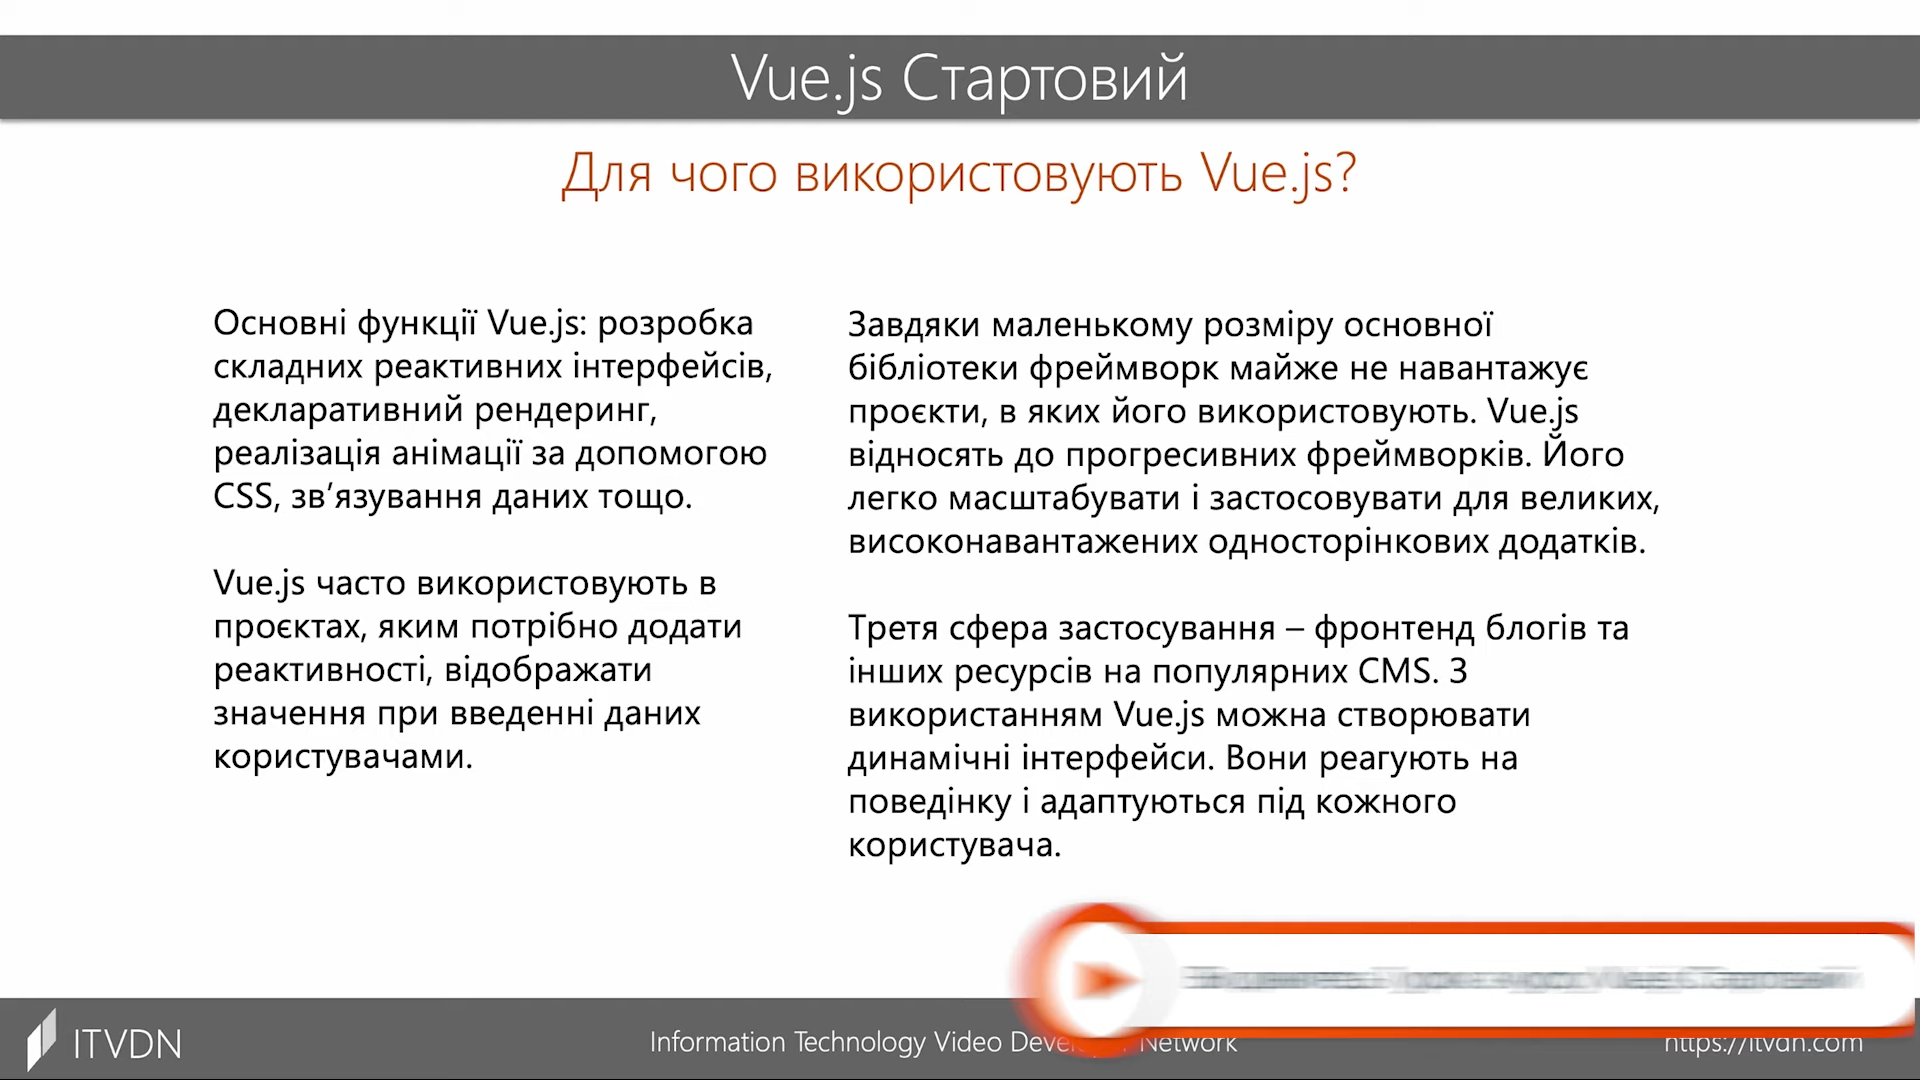 Vue.js Стартовий
Для чого використовують Vue.js?
Основні функції Vue.js: розробка
складних реактивних інтерфейсів,
декларативний рендеринг,
реалізація анімації за допомогою
CSS, зв’язування даних тощо.
Vue.js часто використовують в
проєктах, яким потрібно додати
реактивності, відображати
значення при введенні даних
користувачами.
Завдяки маленькому розміру основної
бібліотеки фреймворк майже не навантажує
проєкти, в яких його використовують. Vue.js
відносять до прогресивних фреймворків. Його
легко масштабувати і застосовувати для великих,
високонавантажених односторінкових додатків.
Третя сфера застосування – фронтенд блогів та
інших ресурсів на популярних CMS. З
використанням Vue.js можна створювати
динамічні інтерфейси. Вони реагують на
поведінку і адаптуються під кожного
користувача.
ITVDN
Information Technology Video Network
https://itvdn.com